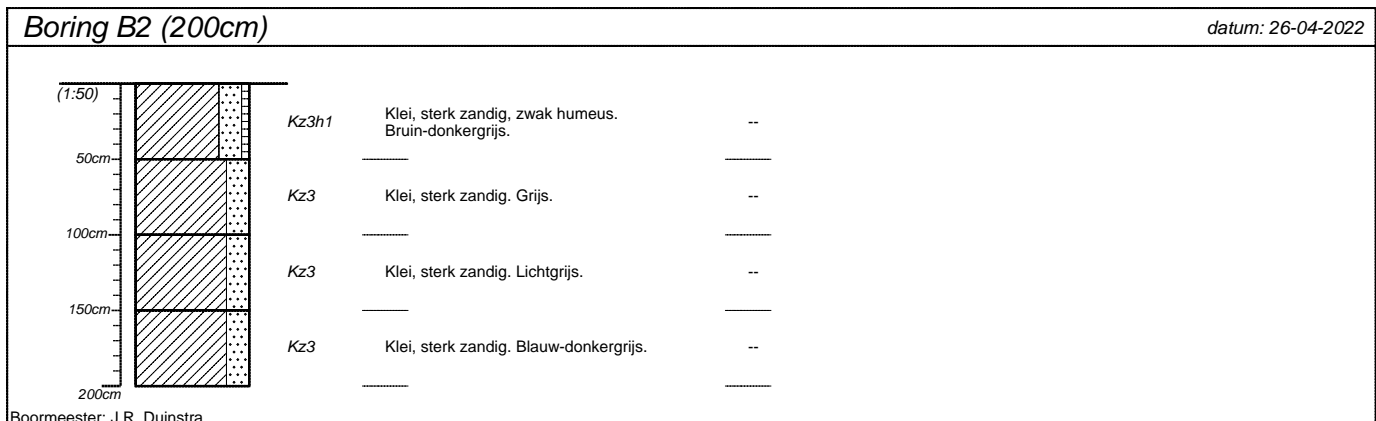 Boring B2 (200cm)
datum: 26-04-2022
(1:50)
Kz3h1 Klei, sterk zandig, zwak humeus. --
Bruin-donkergrijs.
50cm
Kz3 Klei, sterk zandig. Grijs. --
100cm
Kz3 Klei, sterk zandig. Lichtgrijs. --
150cm
Kz3 Klei, sterk zandig. Blauw-donkergrijs. --
200cm
Boormeester: J.R. Duinstra